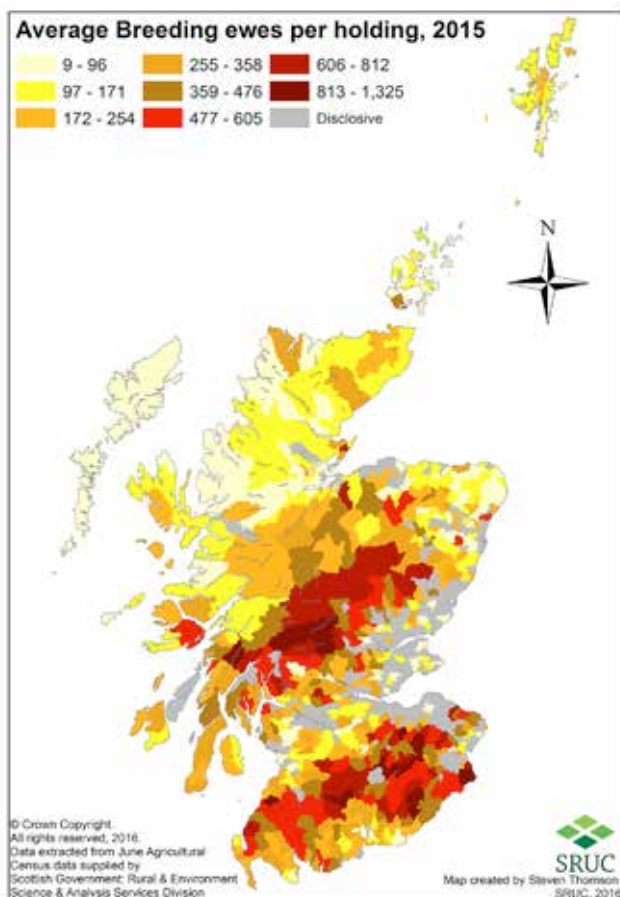 Average Breeding ewes per holding, 2015
9 - 96
97 - 171
172 - 254
255 - 358
359 - 476
477 - 605
606 - 812
813 - 1,325
Disclosive
N
© Crown Copyright.
All rights reserved, 2016.
Data extracted from June Agricultural
Census data supplied by
Scottish Government: Rural & Environment
Science & Analysis Services Division
SRUC
Map created by Steven Thomson
SRUC, 2016